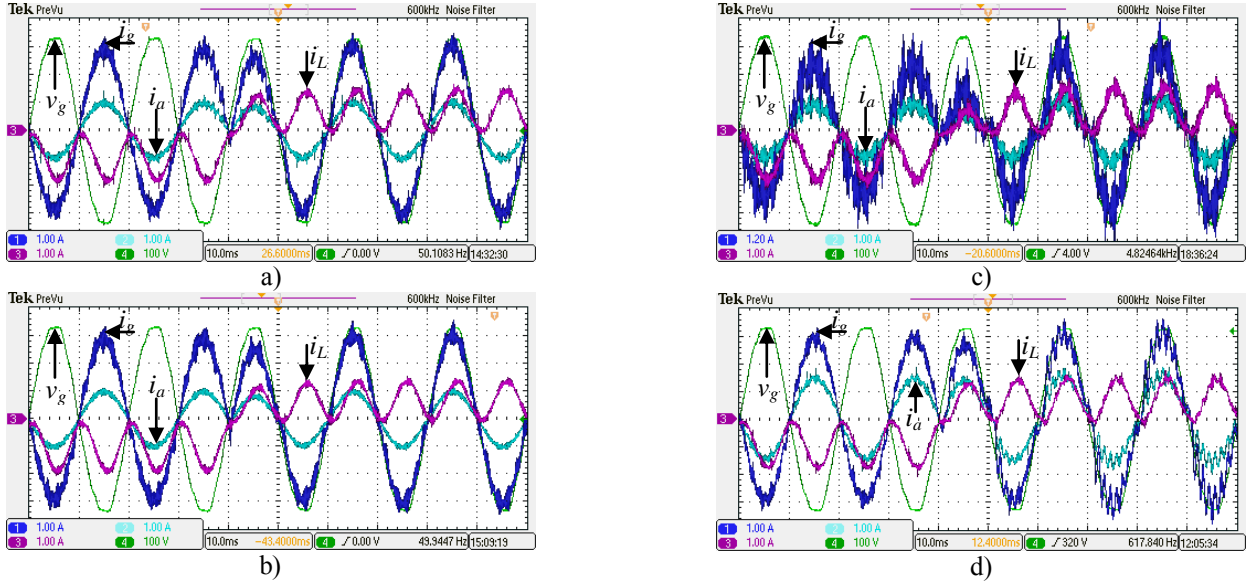 Tek PreVu 600kHz Noise Filter
i_g
i_L
v_g
i_a
3
1 1.00 A 2 1.00 A
3 1.00 A 4 100 V
10.0ms 26.6000ms 4 0.00 V 50.1083 Hz 14:32:30
a)
Tek PreVu 600kHz Noise Filter
i_g
i_L
v_g
i_a
3
1 1.20 A 2 1.00 A
3 1.00 A 4 100 V
10.0ms -20.6000ms 4 4.00 V 4.82464kHz 18:36:24
c)
Tek PreVu 600kHz Noise Filter
i_g
i_L
v_g
i_a
3
1 1.00 A 2 1.00 A
3 1.00 A 4 100 V
10.0ms -43.4000ms 4 0.00 V 49.9447 Hz 15:09:19
b)
Tek PreVu 600kHz Noise Filter
i_g
i_L
v_g
i_a
3
1 1.00 A 2 1.00 A
3 1.00 A 4 100 V
10.0ms 12.4000ms 4 320 V 617.840 Hz 12:05:34
d)